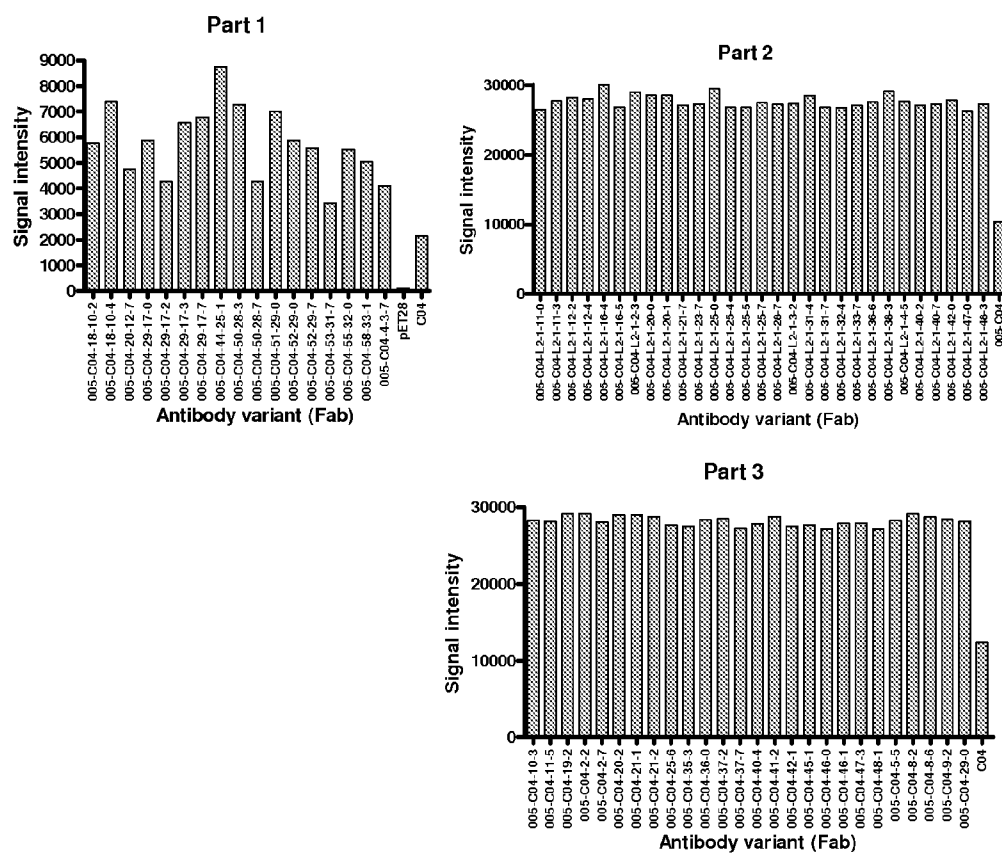 Part 1
Signal intensity
9000
8000
7000
6000
5000
4000
3000
2000
1000
0
005-C04-18-10-2
005-C04-18-10-4
005-C04-20-12-7
005-C04-29-17-0
005-C04-29-17-2
005-C04-29-17-3
005-C04-29-17-7
005-C04-44-25-1
005-C04-50-28-3
005-C04-50-28-7
005-C04-51-29-0
005-C04-52-29-0
005-C04-52-29-7
005-C04-53-31-7
005-C04-55-32-0
005-C04-58-33-1
005-C04-4-3-7
pET28
C04
Antibody variant (Fab)
Part 2
Signal intensity
30000
20000
10000
0
005-C04-L2-1-11-0
005-C04-L2-1-11-3
005-C04-L2-1-12-2
005-C04-L2-1-12-4
005-C04-L2-1-16-4
005-C04-L2-1-16-5
005-C04-L2-1-2-3
005-C04-L2-1-20-0
005-C04-L2-1-20-1
005-C04-L2-1-21-7
005-C04-L2-1-23-7
005-C04-L2-1-25-0
005-C04-L2-1-25-4
005-C04-L2-1-25-5
005-C04-L2-1-25-7
005-C04-L2-1-26-7
005-C04-L2-1-3-2
005-C04-L2-1-31-4
005-C04-L2-1-31-7
005-C04-L2-1-32-4
005-C04-L2-1-33-7
005-C04-L2-1-36-6
005-C04-L2-1-38-3
005-C04-L2-1-4-5
005-C04-L2-1-40-2
005-C04-L2-1-40-7
005-C04-L2-1-42-0
005-C04-L2-1-47-0
005-C04-L2-1-48-3
005-C04
Antibody variant (Fab)
Part 3
Signal intensity
30000
20000
10000
0
005-C04-10-3
005-C04-11-5
005-C04-19-2
005-C04-2-2
005-C04-2-7
005-C04-20-2
005-C04-21-1
005-C04-21-2
005-C04-25-6
005-C04-35-3
005-C04-36-0
005-C04-37-2
005-C04-37-7
005-C04-40-4
005-C04-41-2
005-C04-42-1
005-C04-45-1
005-C04-46-0
005-C04-46-1
005-C04-47-3
005-C04-48-1
005-C04-5-5
005-C04-8-2
005-C04-8-6
005-C04-9-2
005-C04-29-0
C04
Antibody variant (Fab)